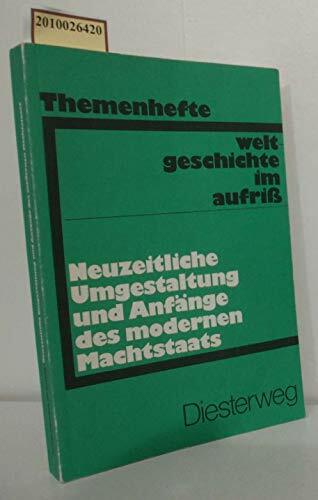 2010026420
Themenhefte
welt-
geschichte
im
aufriß
Neuzeitliche
Umgestaltung
und Anfänge
des modernen
Machtstaats
Diesterweg